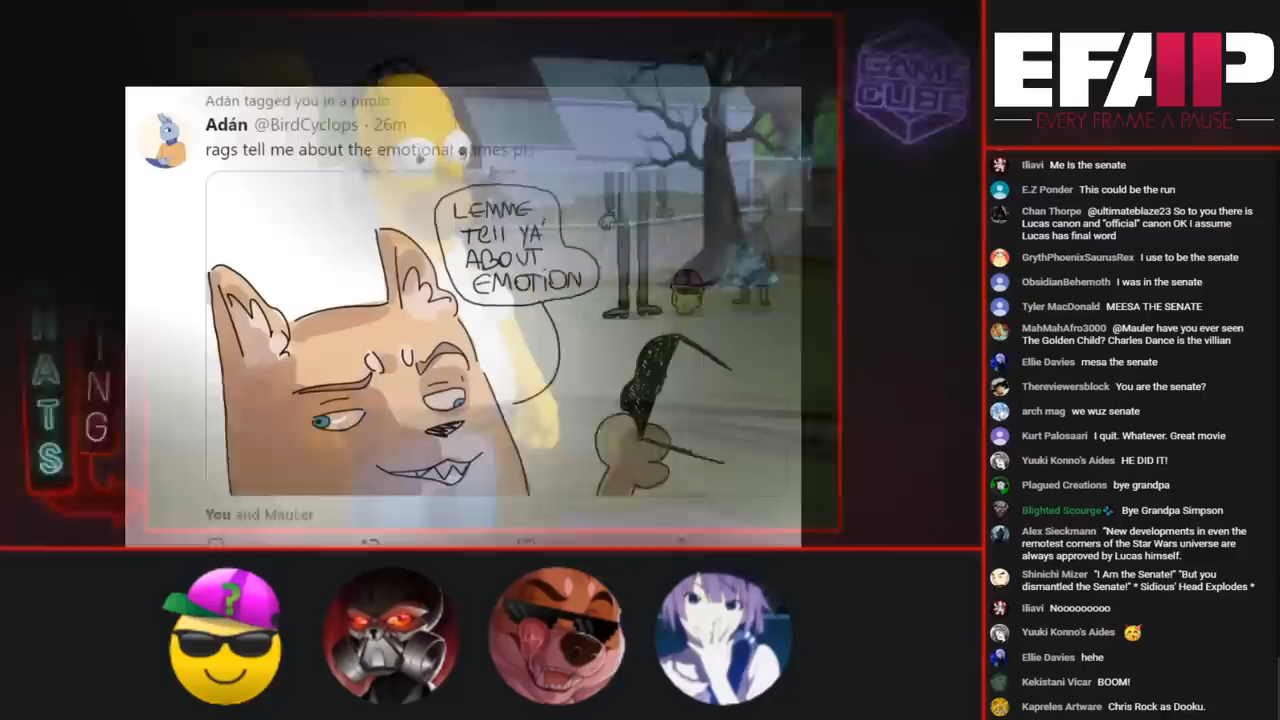 GAME
CUBE
EFAP
EVERY FRAME A PAUSE
Adán tagged you in a
Adán @BirdCyclops · 26m
rags tell me about the emotional
LEMME
TELL YA'
ABOUT
EMOTION
You and Mauler
HATS
ING
?
Iliavi Me Is the senate
E.Z Ponder This could be the run
Chan Thorpe @ultimateblaze23 So to you there is
Lucas canon and "official" canon OK I assume
Lucas has final word
GrythPhoenixSaurusRex I use to be the senate
ObsidianBehemoth I was in the senate
Tyler MacDonald MEESA THE SENATE
MahMahAfro3000 @Mauler have you ever seen
The Golden Child? Charles Dance is the villian
Ellie Davies mesa the senate
Thereviewersblock You are the senate?
arch mag we wuz senate
Kurt Palosaari I quit. Whatever. Great movie
Yuuki Konno's Aides HE DID IT!
Plagued Creations bye grandpa
Blighted Scourge Bye Grandpa Simpson
Alex Sieckmann "New developments in even the
remotest corners of the Star Wars universe are
always approved by Lucas himself.
Shinichi Mizer "I Am the Senate!" "But you
dismantled the Senate!" * Sidious' Head Explodes *
Iliavi Nooooooooo
Yuuki Konno's Aides 🥳
Ellie Davies hehe
Kekistani Vicar BOOM!
Kapreles Artware Chris Rock as Dooku.